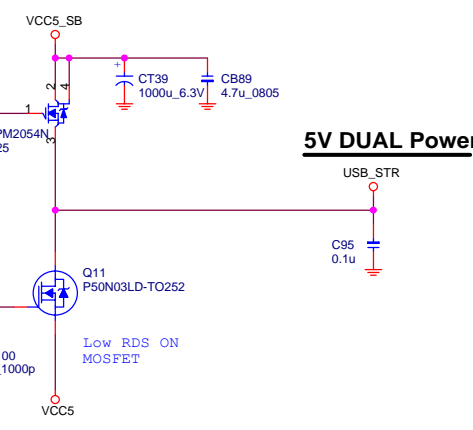 VCC5_SB
2
4
CT39
1000u_6.3V
CB89
4.7u_0805
1
PM2054N
25
3
5V DUAL Power
USB_STR
C95
0.1u
Q11
P50N03LD-TO252
Low RDS ON
MOSFET
00
1000p
VCC5